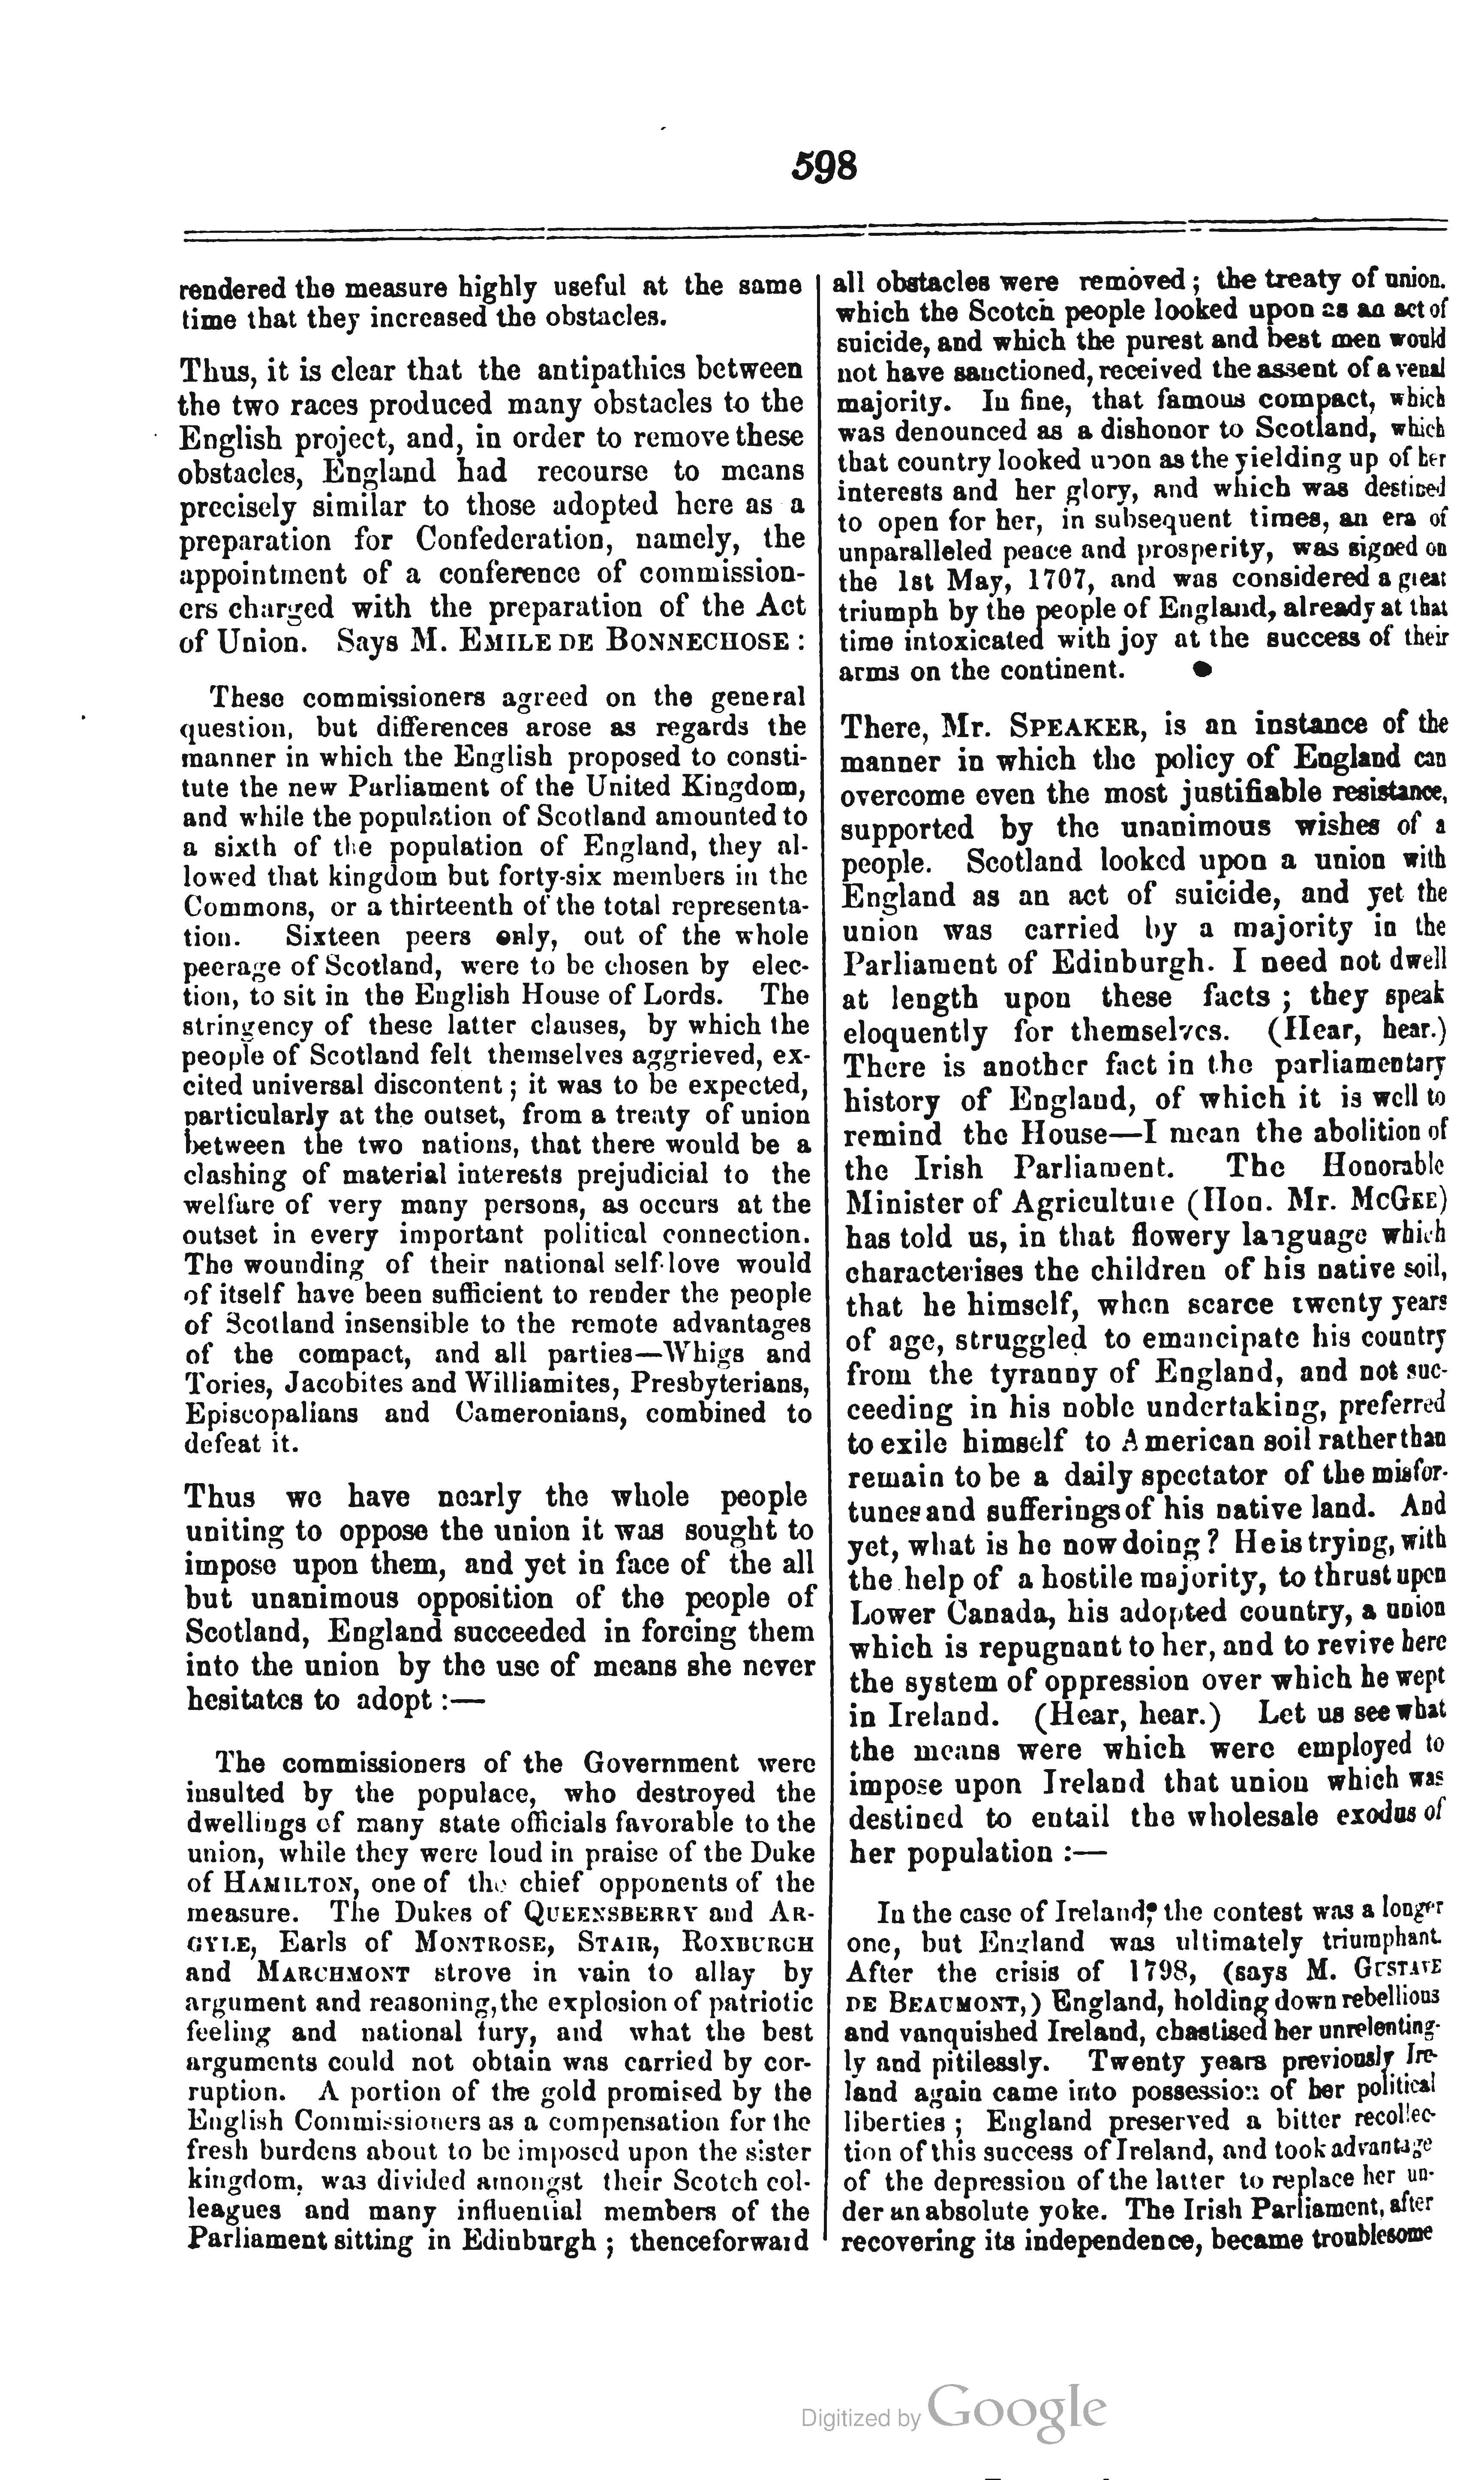 598
rendered the measure highly useful at the same
time that they increased the obstacles.
Thus, it is clear that the antipathies between
the two races produced many obstacles to the
English project, and, in order to remove these
obstacles, England had recourse to means
precisely similar to those adopted here as a
preparation for Confederation, namely, the
appointment of a conference of commission-
ers charged with the preparation of the Act
of Union. Says M. EMILE DE BONNECHOSE :
These commissioners agreed on the general
question, but differences arose as regards the
manner in which the English proposed to consti-
tute the new Parliament of the United Kingdom,
and while the population of Scotland amounted to
a sixth of the population of England, they al-
lowed that kingdom but forty-six members in the
Commons, or a thirteenth of the total representa-
tion. Sixteen peers only, out of the whole
peerage of Scotland, were to be chosen by elec-
tion, to sit in the English House of Lords. The
stringency of these latter clauses, by which the
people of Scotland felt themselves aggrieved, ex-
cited universal discontent ; it was to be expected,
particularly at the outset, from a treaty of union
between the two nations, that there would be a
clashing of material interests prejudicial to the
welfare of very many persons, as occurs at the
outset in every important political connection.
The wounding of their national self-love would
of itself have been sufficient to render the people
of Scotland insensible to the remote advantages
of the compact, and all parties—Whigs and
Tories, Jacobites and Williamites, Presbyterians,
Episcopalians and Cameronians, combined to
defeat it.
Thus we have nearly the whole people
uniting to oppose the union it was sought to
impose upon them, and yet in face of the all
but unanimous opposition of the people of
Scotland, England succeeded in forcing them
into the union by the use of means she never
hesitates to adopt :—
The commissioners of the Government were
insulted by the populace, who destroyed the
dwellings of many state officials favorable to the
union, while they were loud in praise of the Duke
of HAMILTON, one of the chief opponents of the
measure. The Dukes of QUEENSBERRY and AR-
GYLE, Earls of MONTROSE, STAIR, ROXBURGH
and MARCHMONT strove in vain to allay by
argument and reasoning, the explosion of patriotic
feeling and national fury, and what the best
arguments could not obtain was carried by cor-
ruption. A portion of the gold promised by the
English Commissioners as a compensation for the
fresh burdens about to be imposed upon the sister
kingdom, was divided amongst their Scotch col-
leagues and many influential members of the
Parliament sitting in Edinburgh ; thenceforward
all obstacles were removed ; the treaty of union.
which the Scotch people looked upon as an act of
suicide, and which the purest and best men would
not have sanctioned, received the assent of a venal
majority. In fine, that famous compact, which
was denounced as a dishonor to Scotland, which
that country looked upon as the yielding up of her
interests and her glory, and which was destined
to open for her, in subsequent times, an era of
unparalleled peace and prosperity, was signed on
the 1st May, 1707, and was considered a great
triumph by the people of England, already at that
time intoxicated with joy at the success of their
arms on the continent.
There, Mr. SPEAKER, is an instance of the
manner in which the policy of England can
overcome even the most justifiable resistance,
supported by the unanimous wishes of a
people. Scotland looked upon a union with
England as an act of suicide, and yet the
union was carried by a majority in the
Parliament of Edinburgh. I need not dwell
at length upon these facts ; they speak
eloquently for themselves. (Hear, hear.)
There is another fact in the parliamentary
history of England, of which it is well to
remind the House—I mean the abolition of
the Irish Parliament. The Honorable
Minister of Agriculture (Hon. Mr. MCGEE)
has told us, in that flowery language which
characterises the children of his native soil,
that he himself, when scarce twenty years
of age, struggled to emancipate his country
from the tyranny of England, and not suc-
ceeding in his noble undertaking, preferred
to exile himself to American soil rather than
remain to be a daily spectator of the misfor-
tunes and sufferings of his native land. And
yet, what is he now doing ? He is trying, with
the help of a hostile majority, to thrust upon
Lower Canada, his adopted country, a union
which is repugnant to her, and to revive here
the system of oppression over which he wept
in Ireland. (Hear, hear.) Let us see what
the means were which were employed to
impose upon Ireland that union which was
destined to entail the wholesale exodus of
her population :—
In the case of Ireland, the contest was a longer
one, but England was ultimately triumphant.
After the crisis of 1798, (says M. GUSTAVE
DE BEAUMONT,) England, holding down rebellious
and vanquished Ireland, chastised her unrelenting-
ly and pitilessly. Twenty years previously Ire-
land again came into possession of her political
liberties ; England preserved a bitter recollec-
tion of this success of Ireland, and took advantage
of the depression of the latter to replace her un-
der an absolute yoke. The Irish Parliament, after
recovering its independence, became troublesome
Digitized by Google